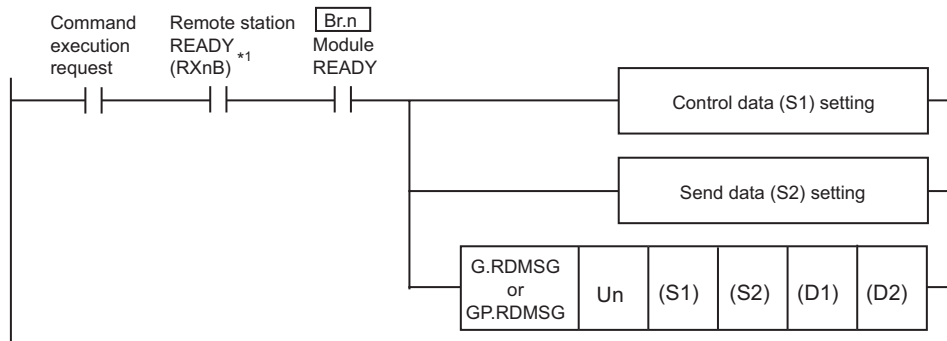 Command
execution
request
Remote station
READY
(RXnB) *1
Br.n
Module
READY
Control data (S1) setting
Send data (S2) setting
G.RDMSG
or
GP.RDMSG
Un
(S1)
(S2)
(D1)
(D2)